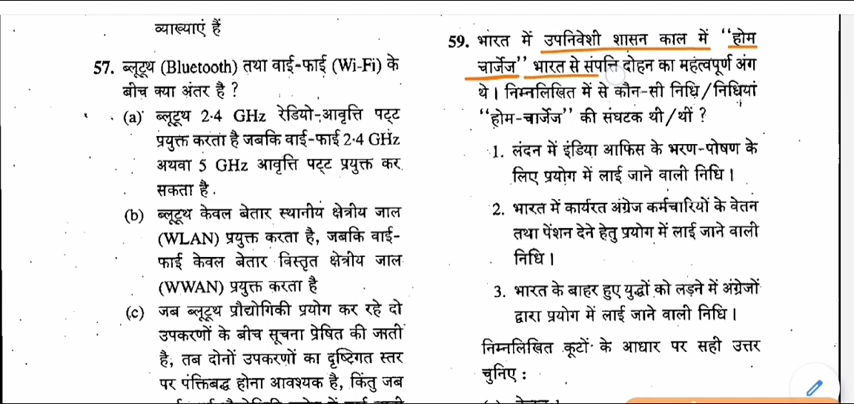 व्याख्याएं हैं
57. ब्लूटूथ (Bluetooth) तथा वाई-फाई (Wi-Fi) के
बीच क्या अंतर है ?
(a) ब्लूटूथ 2·4 GHz रेडियो-आवृत्ति पट्ट
प्रयुक्त करता है जबकि वाई-फाई 2·4 GHz
अथवा 5 GHz आवृत्ति पट्ट प्रयुक्त कर
सकता है .
(b) ब्लूटूथ केवल बेतार स्थानीय क्षेत्रीय जाल
(WLAN) प्रयुक्त करता है, जबकि वाई-
फाई केवल बेतार विस्तृत क्षेत्रीय जाल
(WWAN) प्रयुक्त करता है
(c) जब ब्लूटूथ प्रौद्योगिकी प्रयोग कर रहे दो
उपकरणों के बीच सूचना प्रेषित की जाती
है, तब दोनों उपकरणों का दृष्टिगत स्तर
पर पंक्तिबद्ध होना आवश्यक है, किंतु जब
59. भारत में उपनिवेशी शासन काल में ‘‘होम
चार्जेज’’ भारत से संपत्ति दोहन का महत्वपूर्ण अंग
थे । निम्नलिखित में से कौन-सी निधि/निधियां
‘‘होम-चार्जेज’’ की संघटक थी/थीं ?
1. लंदन में इंडिया आफिस के भरण-पोषण के
लिए प्रयोग में लाई जाने वाली निधि ।
2. भारत में कार्यरत अंग्रेज कर्मचारियों के वेतन
तथा पेंशन देने हेतु प्रयोग में लाई जाने वाली
निधि ।
3. भारत के बाहर हुए युद्धों को लड़ने में अंग्रेजों
द्वारा प्रयोग में लाई जाने वाली निधि ।
निम्नलिखित कूटों के आधार पर सही उत्तर
चुनिए :